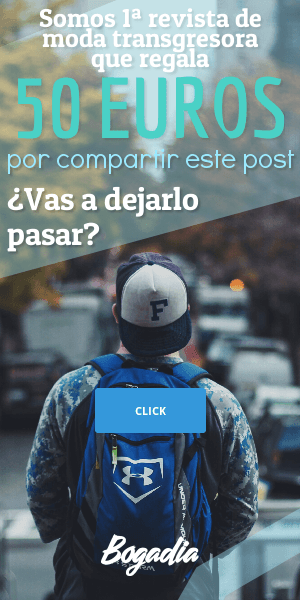 Somos 1ª revista de
moda transgresora
que regala
50 EUROS
por compartir este post
¿Vas a dejarlo
pasar?
F
CLICK
UNDER
Bogadia